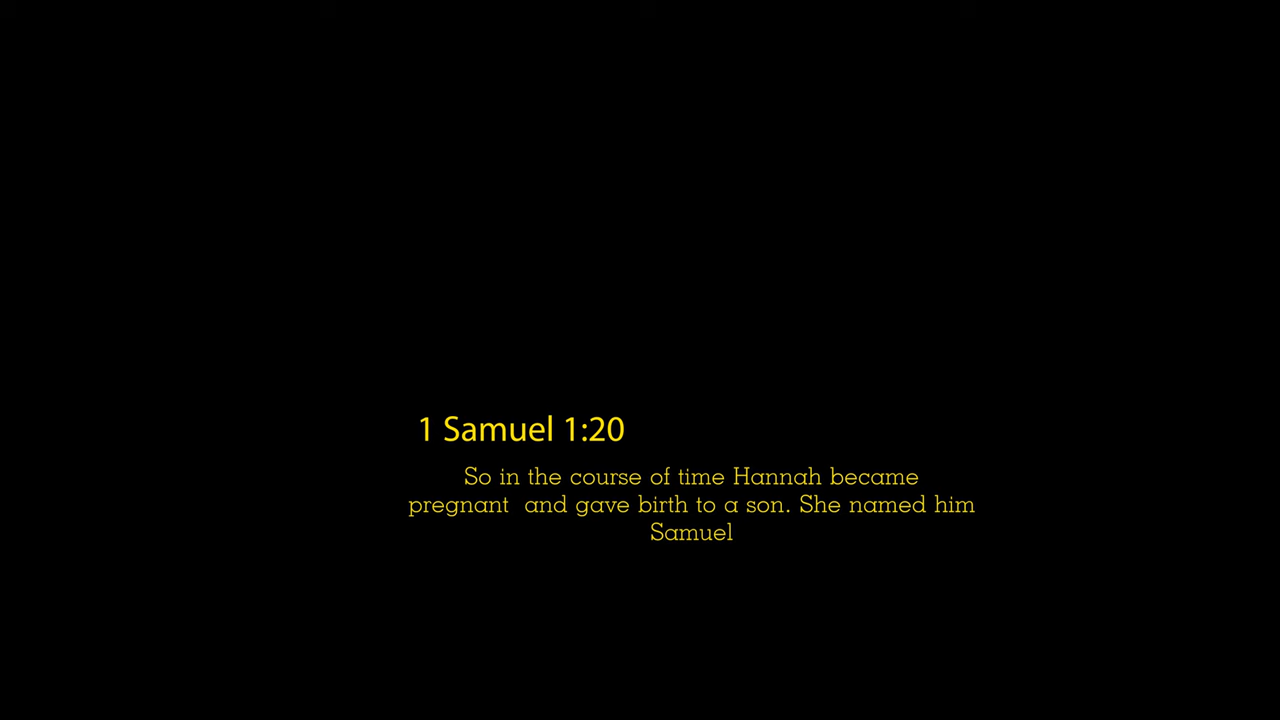 1 Samuel 1:20
So in the course of time Hannah became
pregnant  and gave birth to a son. She named him
Samuel